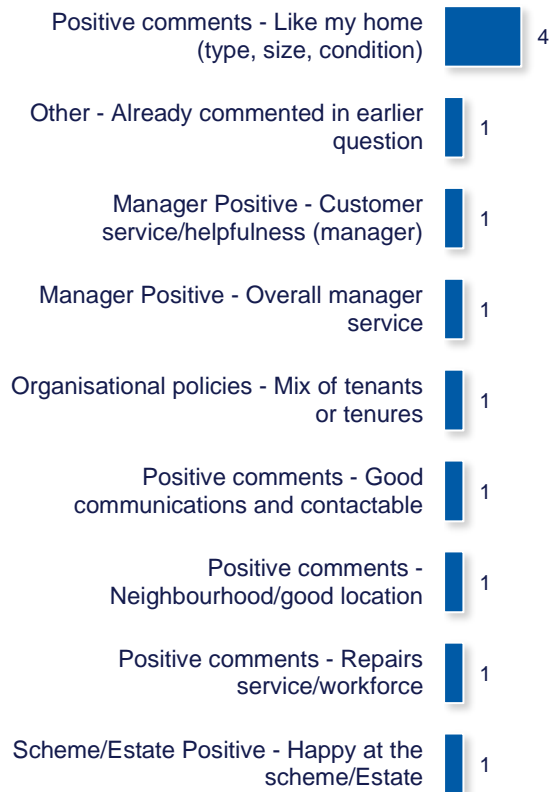 Positive comments - Like my home
(type, size, condition)
4
Other - Already commented in earlier
question
1
Manager Positive - Customer
service/helpfulness (manager)
1
Manager Positive - Overall manager
service
1
Organisational policies - Mix of tenants
or tenures
1
Positive comments - Good
communications and contactable
1
Positive comments -
Neighbourhood/good location
1
Positive comments - Repairs
service/workforce
1
Scheme/Estate Positive - Happy at the
scheme/Estate
1